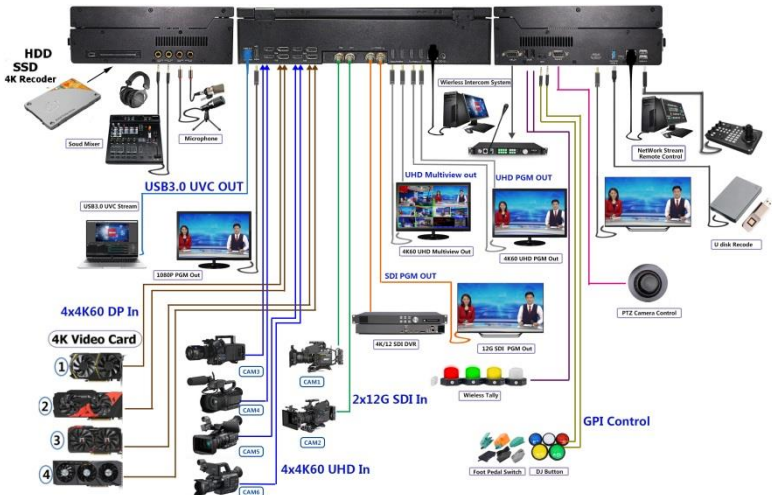 HDD
SSD
4K Recoder
Soud Mixer
Microphone
USB3.0 UVC OUT
USB3.0 UVC Stream
1080P PGM Out
4x4K60 DP In
4K Video Card
1
2
3
4
CAM3
CAM4
CAM5
CAM6
4x4K60 UHD In
CAM1
CAM2
2x12G SDI In
Wierless Intercom System
UHD Multiview out
UHD PGM OUT
4K60 UHD Multiview Out
4K60 UHD PGM Out
SDI PGM OUT
4K/12 SDI DVR
12G SDI PGM Out
Wieless Tally
GPI Control
Foot Pedal Switch
DJ Button
NetWork Stream
Remote Control
U disk Recode
PTZ Camera Control